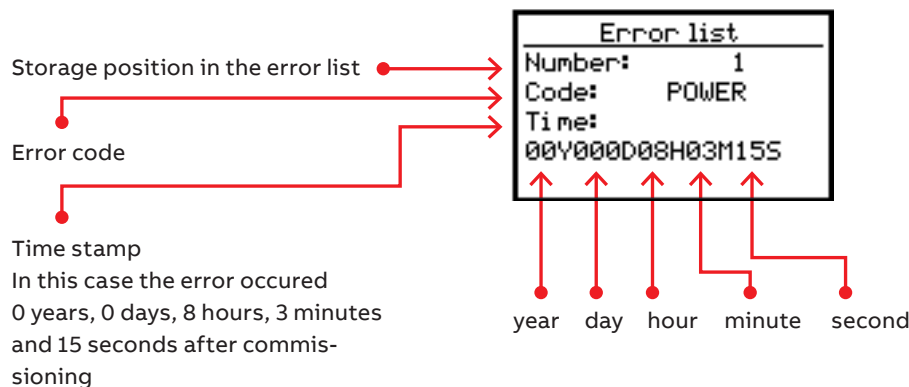 Storage position in the error list
Error code
Time stamp
In this case the error occured
0 years, 0 days, 8 hours, 3 minutes
and 15 seconds after commis-
sioning
Error list
Number: 1
Code: POWER
Time:
00Y000D08H03M15S
year day hour minute second